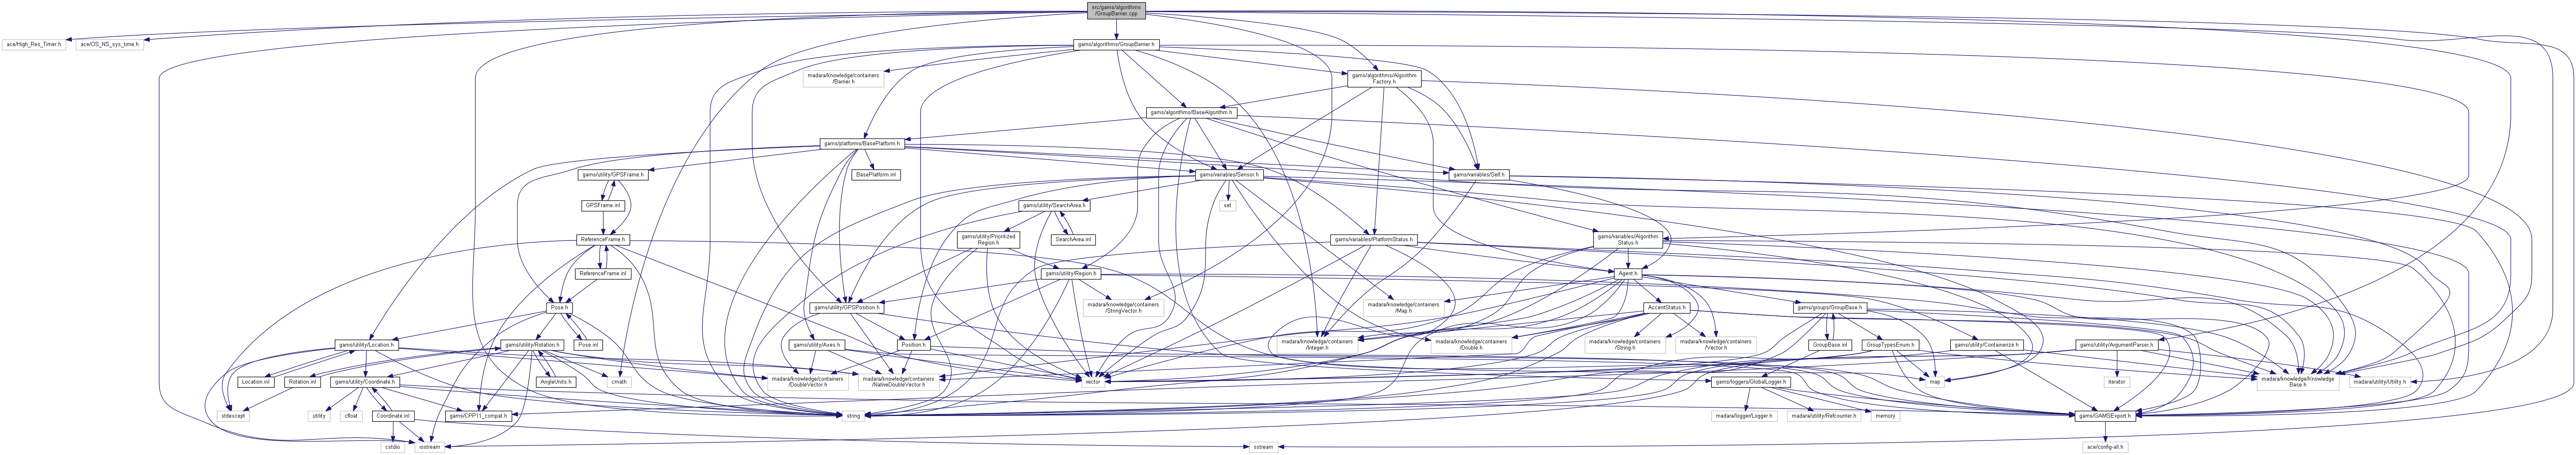 src/gams/algorithms
/GroupBarrier.cpp
ace/High_Res_Timer.h
ace/OS_NS_sys_time.h
gams/algorithms/GroupBarrier.h
madara/knowledge/containers
/Barrier.h
gams/algorithms/Algorithm
Factory.h
gams/algorithms/BaseAlgorithm.h
gams/platforms/BasePlatform.h
gams/utility/GPSFrame.h
BasePlatform.inl
gams/variables/Sensor.h
gams/variables/Self.h
GPSFrame.inl
gams/utility/SearchArea.h
set
ReferenceFrame.h
gams/utility/Prioritized
Region.h
SearchArea.inl
gams/variables/PlatformStatus.h
gams/variables/Algorithm
Status.h
ReferenceFrame.inl
gams/utility/Region.h
Agent.h
Pose.h
gams/utility/GPSPosition.h
madara/knowledge/containers
/StringVector.h
madara/knowledge/containers
/Map.h
AccentStatus.h
gams/groups/GroupBase.h
gams/utility/Location.h
gams/utility/Rotation.h
Pose.inl
gams/utility/Axes.h
Position.h
madara/knowledge/containers
/Integer.h
madara/knowledge/containers
/Double.h
madara/knowledge/containers
/String.h
madara/knowledge/containers
/Vector.h
GroupBase.inl
GroupTypesEnum.h
gams/utility/Containerize.h
gams/utility/ArgumentParser.h
Location.inl
Rotation.inl
gams/utility/Coordinate.h
AngleUnits.h
cmath
madara/knowledge/containers
/DoubleVector.h
madara/knowledge/containers
/NativeDoubleVector.h
vector
gams/loggers/GlobalLogger.h
map
iterator
madara/knowledge/Knowledge
Base.h
madara/utility/Utility.h
stdexcept
utility
cfloat
Coordinate.inl
gams/CPP11_compat.h
string
madara/logger/Logger.h
madara/utility/Refcounter.h
memory
gams/GAMSExport.h
cstdio
iostream
sstream
ace/config-all.h